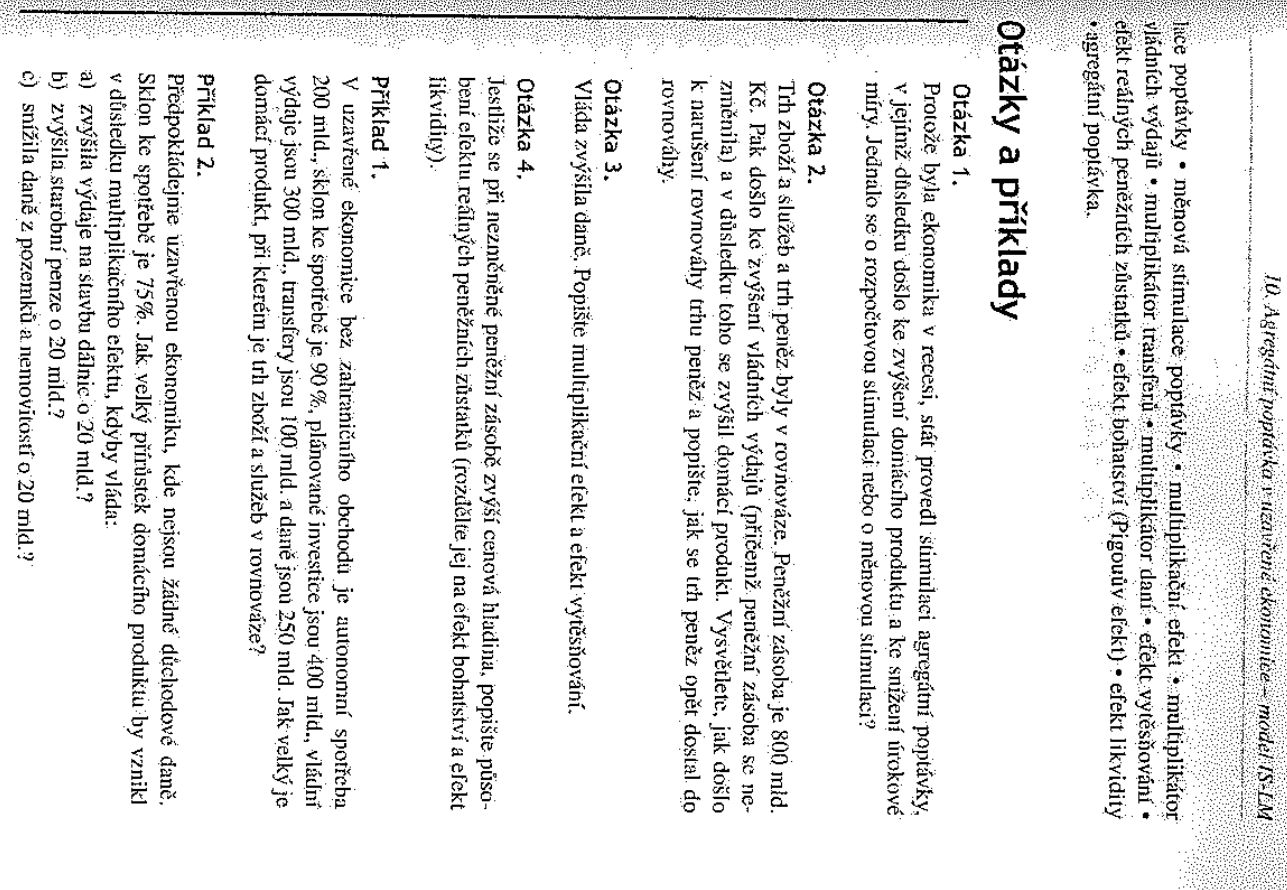 10. Agregátní poptávka v uzavřené ekonomice – model IS-LM
lice poptávky • měnová stimulace poptávky • multiplikační efekt • multiplikátor
vládních výdajů • multiplikátor transferů • multiplikátor daní • efekt vytěsňování •
efekt reálných peněžních zůstatků • efekt bohatství (Pigouův efekt) • efekt likvidity
• agregátní poptávka.
Otázky a příklady
Otázka 1.
Protože byla ekonomika v recesi, stát provedl stimulaci agregátní poptávky,
v jejímž důsledku došlo ke zvýšení domácího produktu a ke snížení úrokové
míry. Jednalo se o rozpočtovou stimulaci nebo o měnovou stimulaci?
Otázka 2.
Trh zboží a služeb a trh peněz byly v rovnováze. Peněžní zásoba je 800 mld.
Kč. Pak došlo ke zvýšení vládních výdajů (přičemž peněžní zásoba se ne-
změnila) a v důsledku toho se zvýšil domácí produkt. Vysvětlete, jak došlo
k narušení rovnováhy trhu peněz a popište, jak se trh peněz opět dostal do
rovnováhy.
Otázka 3.
Vláda zvýšila daně. Popište multiplikační efekt a efekt vytěsňování.
Otázka 4.
Jestliže se při nezměněné peněžní zásobě zvýší cenová hladina, popište půso-
bení efektu reálných peněžních zůstatků (rozdělte jej na efekt bohatství a efekt
likvidity).
Příklad 1.
V uzavřené ekonomice bez zahraničního obchodu je autonomní spotřeba
200 mld., sklon ke spotřebě je 90%, plánované investice jsou 400 mld., vládní
výdaje jsou 300 mld., transfery jsou 100 mld. a daně jsou 250 mld. Jak velký je
domácí produkt, při kterém je trh zboží a služeb v rovnováze?
Příklad 2.
Předpokládejme uzavřenou ekonomiku, kde nejsou žádné důchodové daně.
Sklon ke spotřebě je 75%. Jak velký přírůstek domácího produktu by vznikl
v důsledku multiplikačního efektu, kdyby vláda:
a) zvýšila výdaje na stavbu dálnic o 20 mld.?
b) zvýšila starobní penze o 20 mld.?
c) snížila daně z pozemků a nemovitostí o 20 mld.?